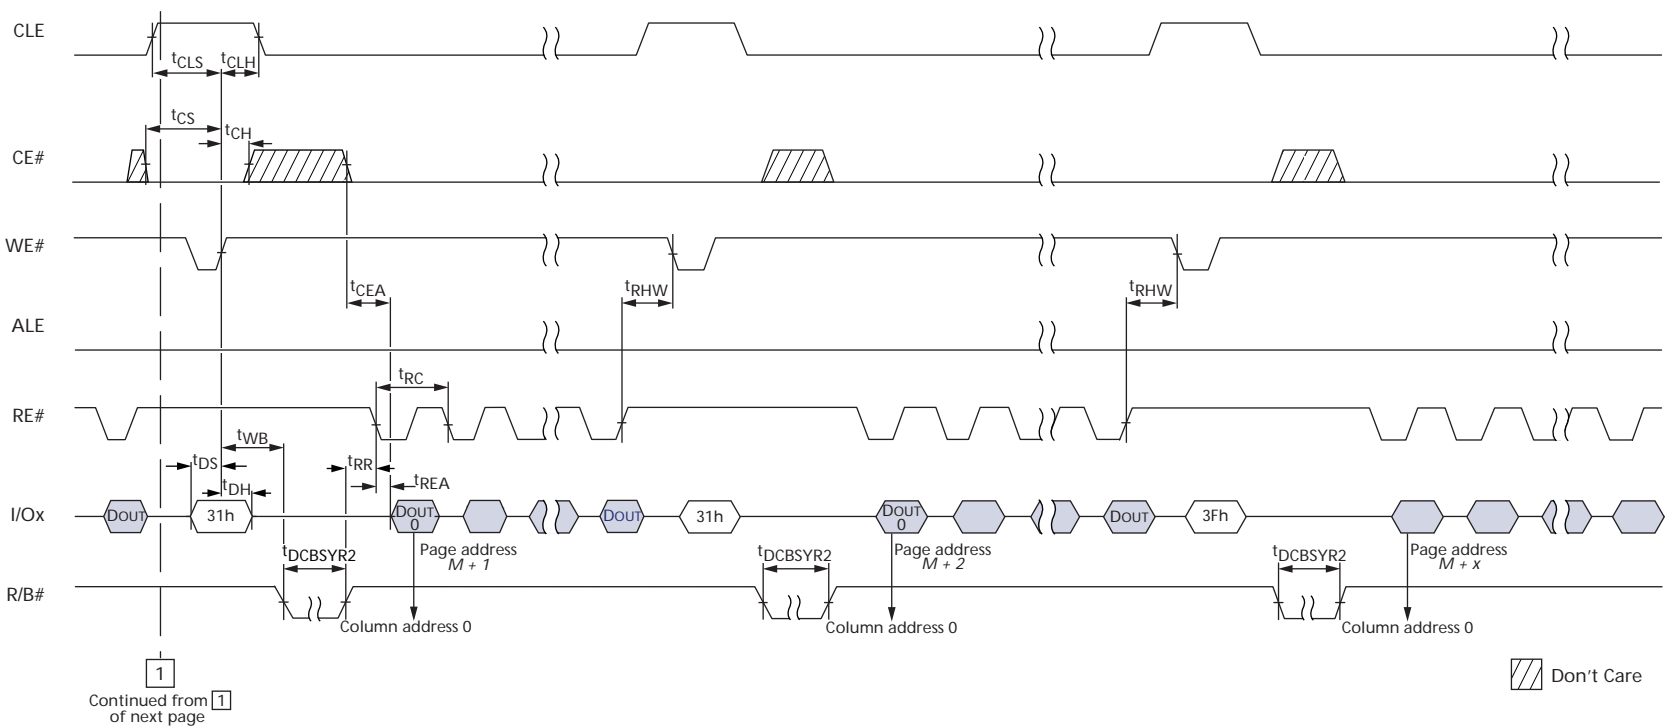 CLE
tCLS tCLH
tCS
tCH
CE#
WE#
tCEA
tRHW
tRHW
ALE
tRC
RE#
tWB
tDS
tRR
tDH
tREA
I/Ox
DOUT
31h
DOUT
0
DOUT
31h
DOUT
0
DOUT
3Fh
Page address
M + 1
Page address
M + 2
Page address
M + x
tDCBSYR2
tDCBSYR2
tDCBSYR2
R/B#
Column address 0
Column address 0
Column address 0
1
Continued from 1
of next page
Don't Care